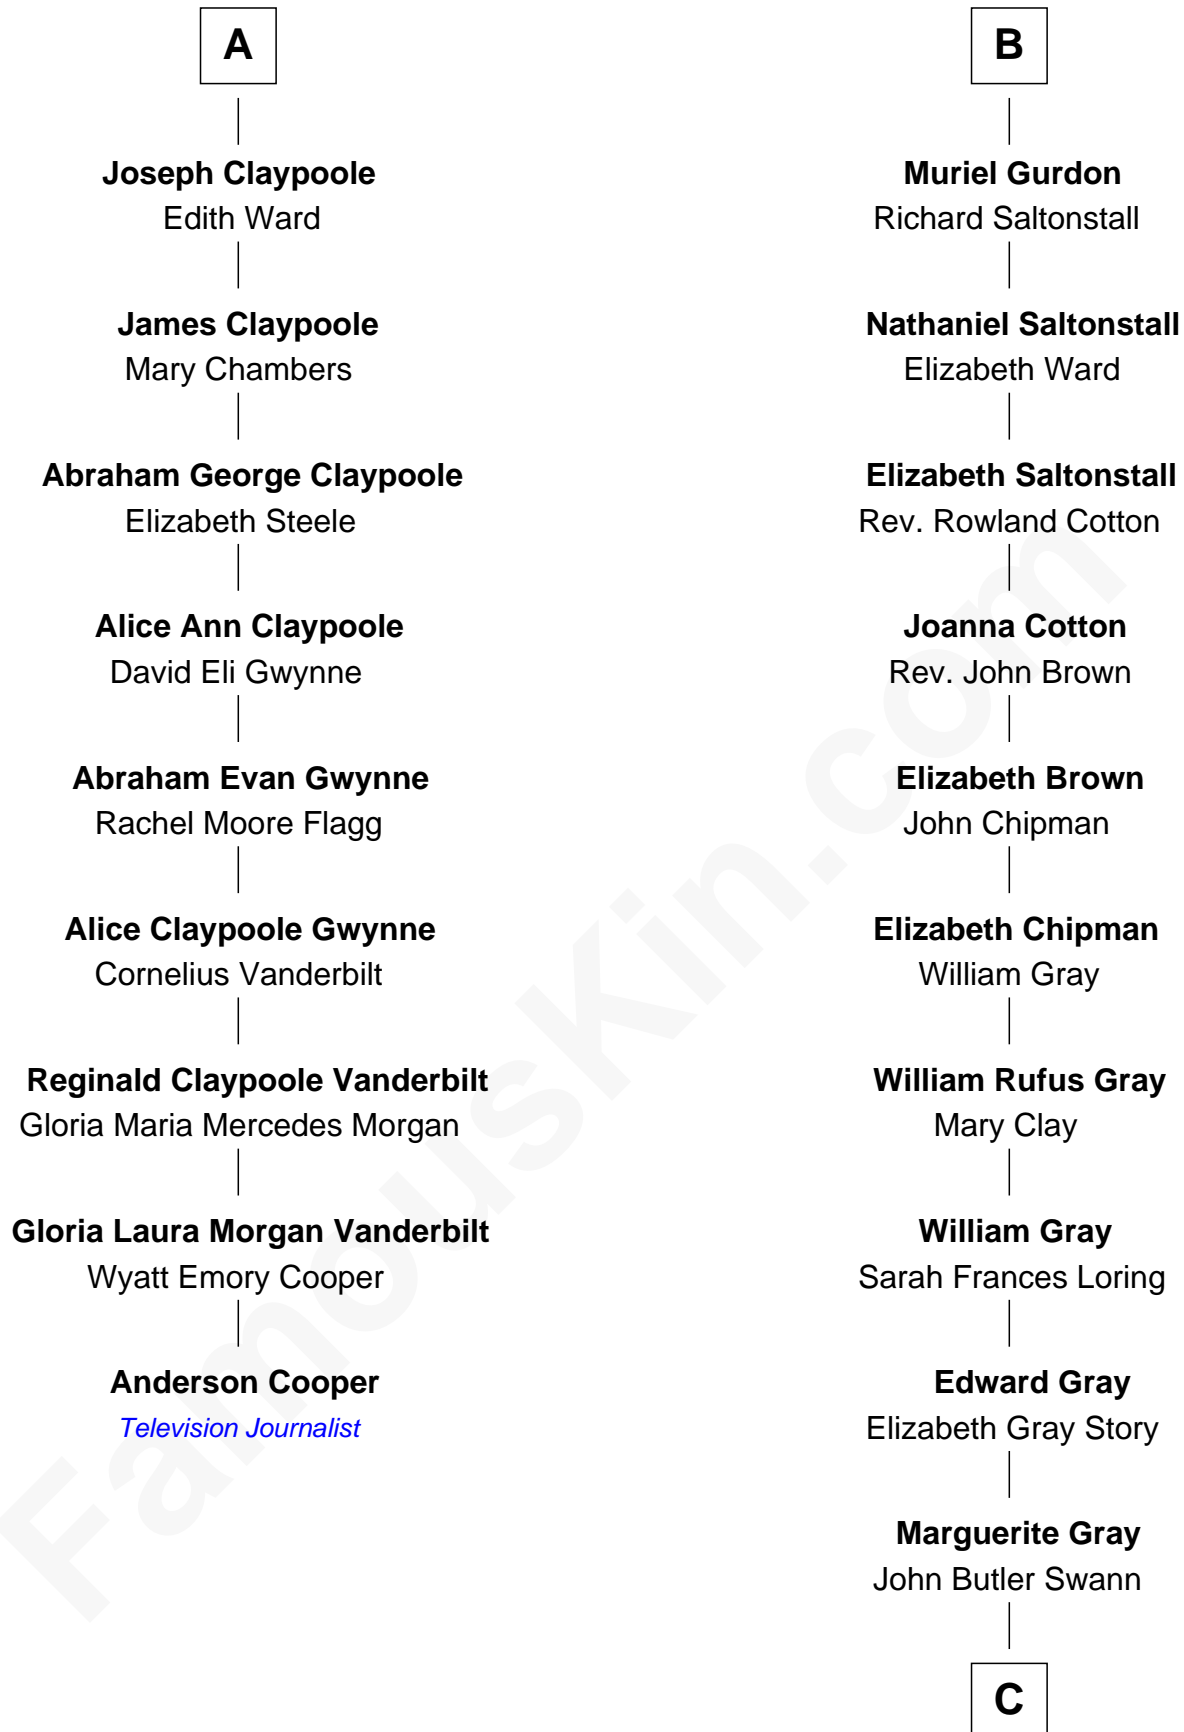 A
Joseph Claypoole
Edith Ward
James Claypoole
Mary Chambers
Abraham George Claypoole
Elizabeth Steele
Alice Ann Claypoole
David Eli Gwynne
Abraham Evan Gwynne
Rachel Moore Flagg
Alice Claypoole Gwynne
Cornelius Vanderbilt
Reginald Claypoole Vanderbilt
Gloria Maria Mercedes Morgan
Gloria Laura Morgan Vanderbilt
Wyatt Emory Cooper
Anderson Cooper
Television Journalist
B
Muriel Gurdon
Richard Saltonstall
Nathaniel Saltonstall
Elizabeth Ward
Elizabeth Saltonstall
Rev. Rowland Cotton
Joanna Cotton
Rev. John Brown
Elizabeth Brown
John Chipman
Elizabeth Chipman
William Gray
William Rufus Gray
Mary Clay
William Gray
Sarah Frances Loring
Edward Gray
Elizabeth Gray Story
Marguerite Gray
John Butler Swann
C
FamousKin.com